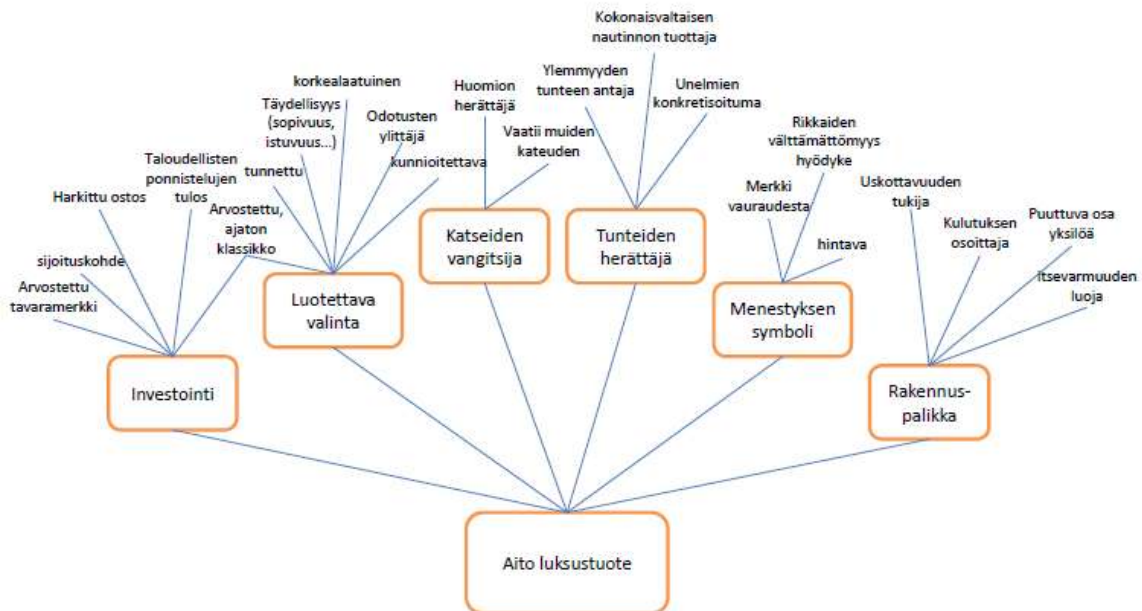 Kokonaisvaltaisen
nautinnon tuottaja
Ylemmyyden
tunteen antaja
Unelmien
konkretisoituma
korkealaatuinen
Huomion
herättäjä
Täydellisyys
(sopivuus,
istuvuus...)
Odotusten
ylittäjä
Vaatii muiden
kateuden
Rikkaiden
välttämättömyys
hyödyke
Taloudellisten
ponnistelujen
tulos
tunnettu
kunnioitettava
Harkittu ostos
Arvostettu,
ajaton
klassikko
Merkki
vauraudesta
Uskottavuuden
tukija
Kulutuksen
osoittaja
Puuttuva osa
yksilöä
hintava
sijoituskohde
Arvostettu
tavaramerkki
itsevarmuuden
luoja
Katseiden
vangitsija
Tunteiden
herättäjä
Luotettava
valinta
Menestyksen
symboli
Investointi
Rakennus-
palikka
Aito luksustuote